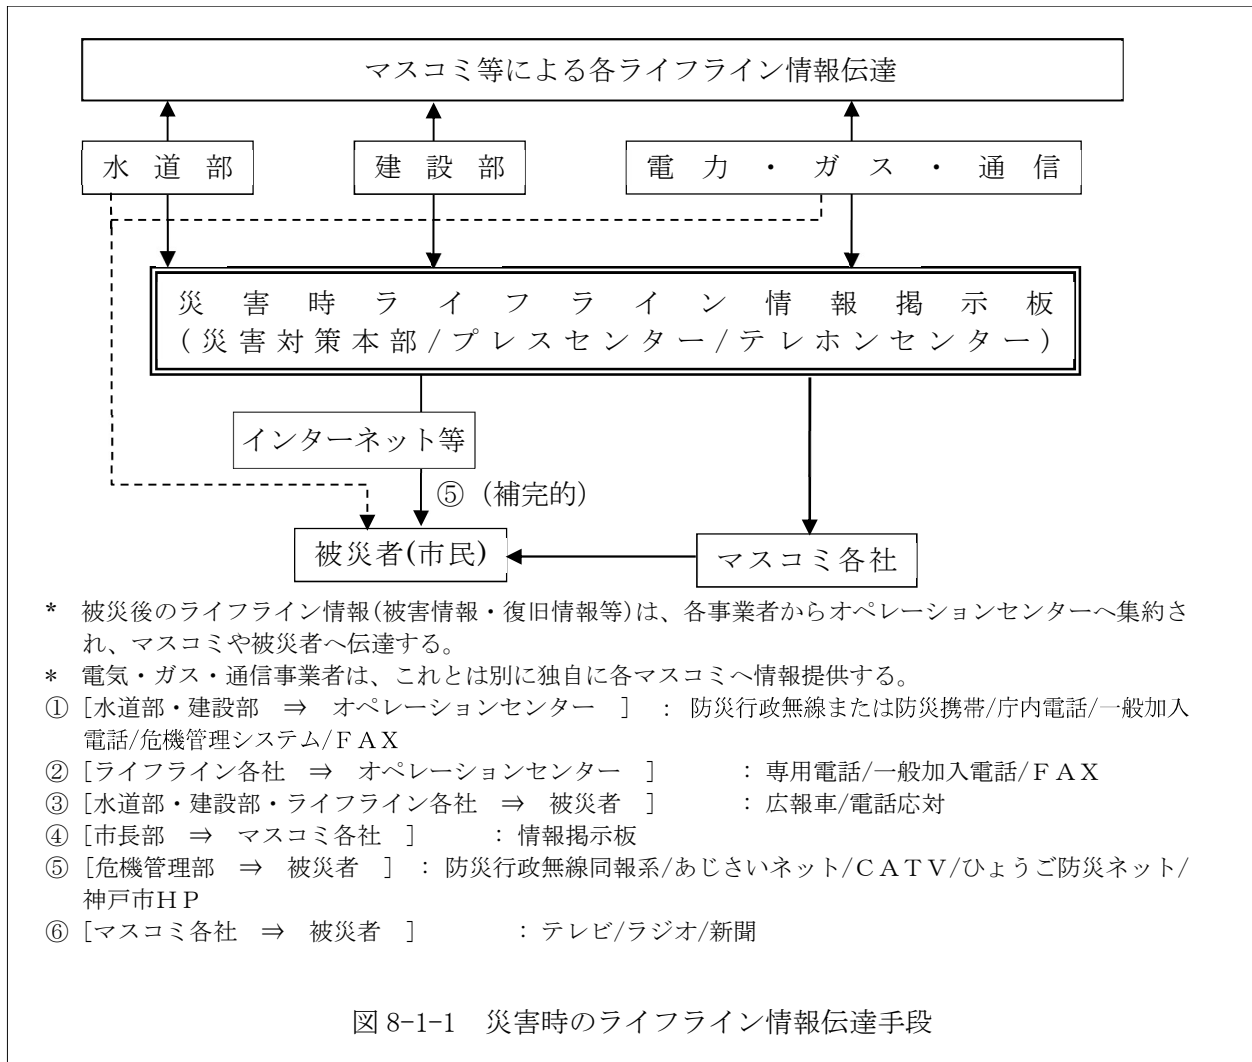 マスコミ等による各ライフライン情報伝達
水道部
建設部
電力・ガス・通信
災害時ライフライン情報掲示板
(災害対策本部/プレスセンター/テレホンセンター)
インターネット等
⑤（補完的）
被災者(市民)
マスコミ各社
* 被災後のライフライン情報(被害情報・復旧情報等)は、各事業者からオペレーションセンターへ集約さ
れ、マスコミや被災者へ伝達する。
* 電気・ガス・通信事業者は、これとは別に独自に各マスコミへ情報提供する。
①［水道部・建設部 ⇒ オペレーションセンター ］ ： 防災行政無線または防災携帯/庁内電話/一般加入
電話/危機管理システム/ＦＡＸ
②［ライフライン各社 ⇒ オペレーションセンター ］ ：専用電話/一般加入電話/ＦＡＸ
③［水道部・建設部・ライフライン各社 ⇒ 被災者 ］ ：広報車/電話応対
④［市長部 ⇒ マスコミ各社 ］ ：情報掲示板
⑤［危機管理部 ⇒ 被災者 ］：防災行政無線同報系/あじさいネット/ＣＡＴＶ/ひょうご防災ネット/
神戸市ＨＰ
⑥［マスコミ各社 ⇒ 被災者 ］ ：テレビ/ラジオ/新聞
図 8-1-1 災害時のライフライン情報伝達手段